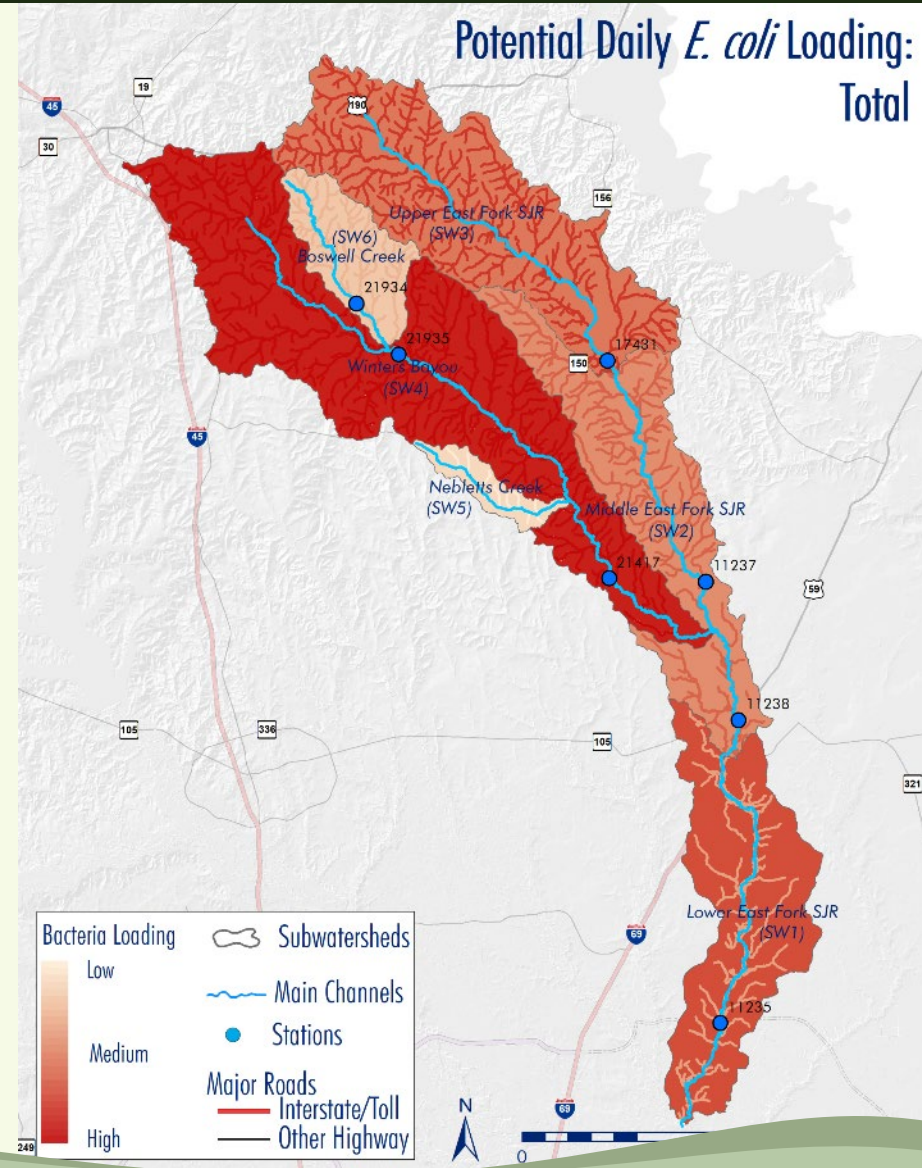 Potential Daily E. coli Loading:
Total
19
45
30
190
156
Upper East Fork SJR
(SW3)
(SW6)
Boswell Creek
21934
21935
17431
150
Winters Bayou
(SW4)
45
Nebletts Creek
(SW5)
Middle East Fork SJR
(SW2)
21417
11237
59
11238
105
336
105
321
Lower East Fork SJR
(SW1)
69
11235
69
249
Bacteria Loading
Low
Medium
High
Subwatersheds
Main Channels
Stations
Major Roads
Interstate/Toll
Other Highway
N
0